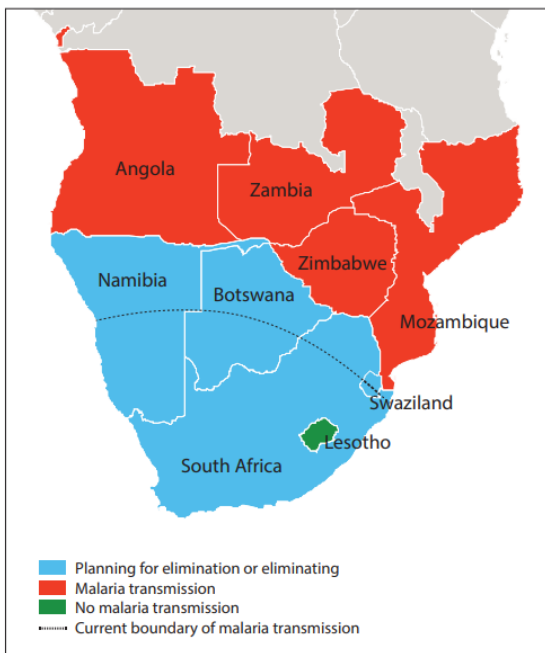 Angola
Zambia
Zimbabwe
Namibia
Botswana
Mozambique
Swaziland
Lesotho
South Africa
Planning for elimination or eliminating
Malaria transmission
No malaria transmission
Current boundary of malaria transmission